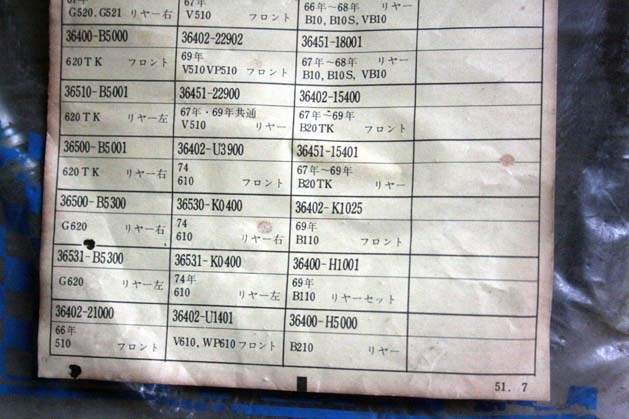 67年 66年~68年 リヤー
G520, G521 リヤー右 V510 フロント B10, B10S, VB10
36400-B5000 36402-22902 36451-18001
69年 67年~68年 リヤー
620TK フロント V510 VP510 フロント B10, B10S, VB10
36510-B5001 36451-22900 36402-15400
67年・69年共通 67年~69年
620TK リヤー左 V510 リヤー B20TK フロント
36500-B5001 36402-U3900 36451-15401
74 67年~69年
620TK リヤー右 610 フロント B20TK リヤー
36500-B5300 36530-K0400 36402-K1025
74 69年
G620 リヤー右 610 リヤー右 B110 フロント
36531-B5300 36531-K0400 36400-H1001
74年 69年
G620 リヤー左 610 リヤー左 B110 リヤーセット
36402-21000 36402-U1401 36400-H5000
66年
510 フロント V610, WP610 フロント B210 リヤー
51. 7